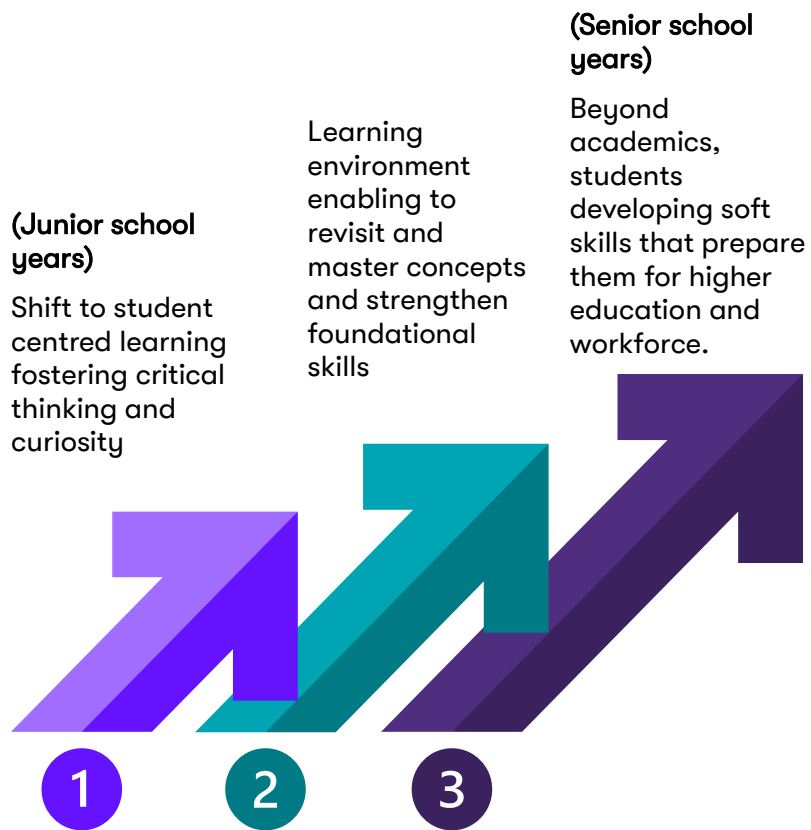 (Junior school
years)
Shift to student
centred learning
fostering critical
thinking and
curiosity
Learning
environment
enabling to
revisit and
master concepts
and strengthen
foundational
skills
(Senior school
years)
Beyond
academics,
students
developing soft
skills that prepare
them for higher
education and
workforce.
1
2
3